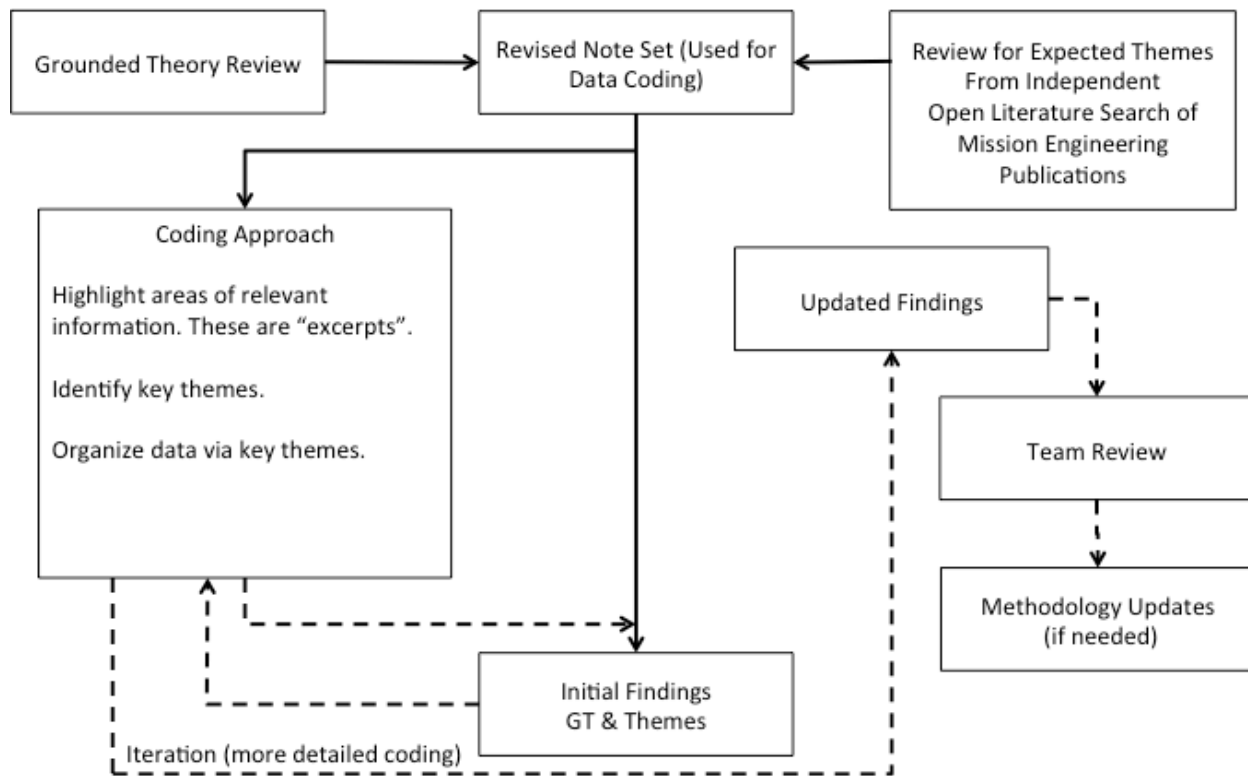 Grounded Theory Review
Revised Note Set (Used for
Data Coding)
Review for Expected Themes
From Independent
Open Literature Search of
Mission Engineering
Publications
Coding Approach
Highlight areas of relevant
information. These are “excerpts”.
Identify key themes.
Organize data via key themes.
Updated Findings
Team Review
Methodology Updates
(if needed)
Initial Findings
GT & Themes
Iteration (more detailed coding)